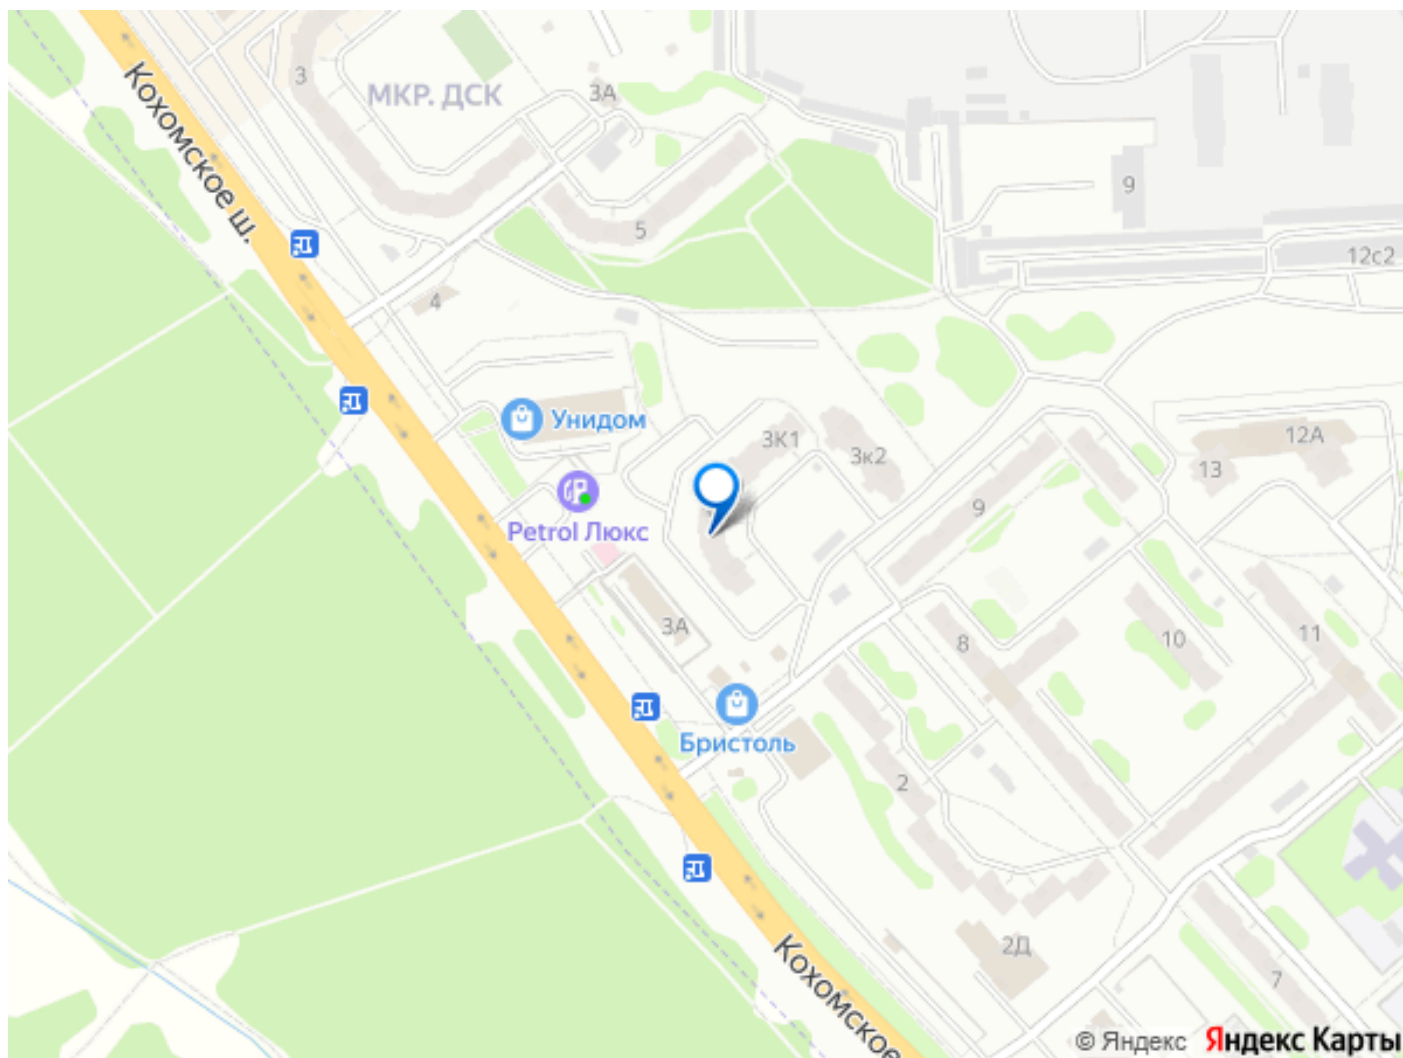 Кохомское ш.
3
МКР. ДСК
3А
5
9
12с2
4
Унидом
3К1
3к2
12А
13
9
Petrol Люкс
3А
8
10
11
Бристоль
2
2Д
7
Кохомское
© Яндекс Яндекс Карты